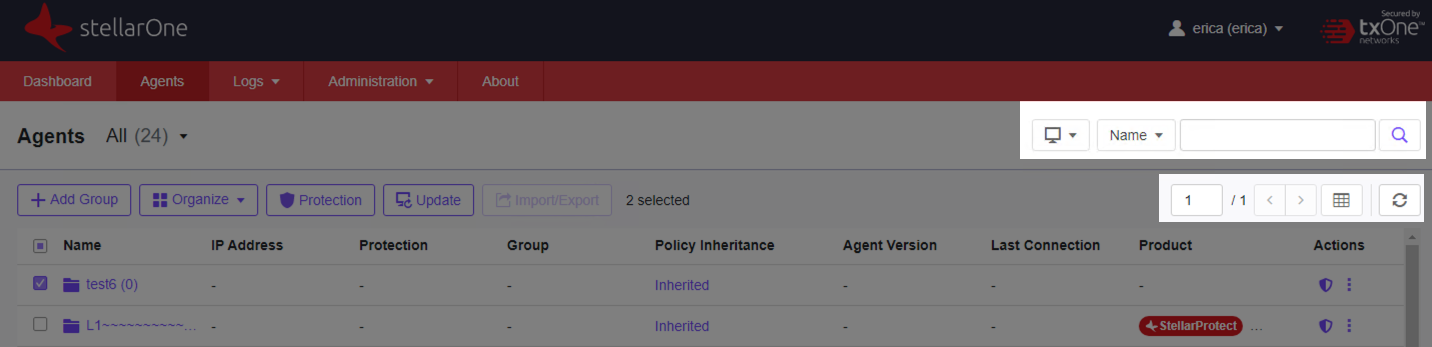 stellarOne
erica (erica)
Secured by
txOne™
networks
Dashboard Agents Logs Administration About
Agents All (24)
Name
Add Group Organize Protection Update Import/Export 2 selected
1 / 1
Name IP Address Protection Group Policy Inheritance Agent Version Last Connection Product Actions
test6 (0) - - - Inherited - - -
L1~~~~~~~~~~... - - - Inherited - - StellarProtect ...